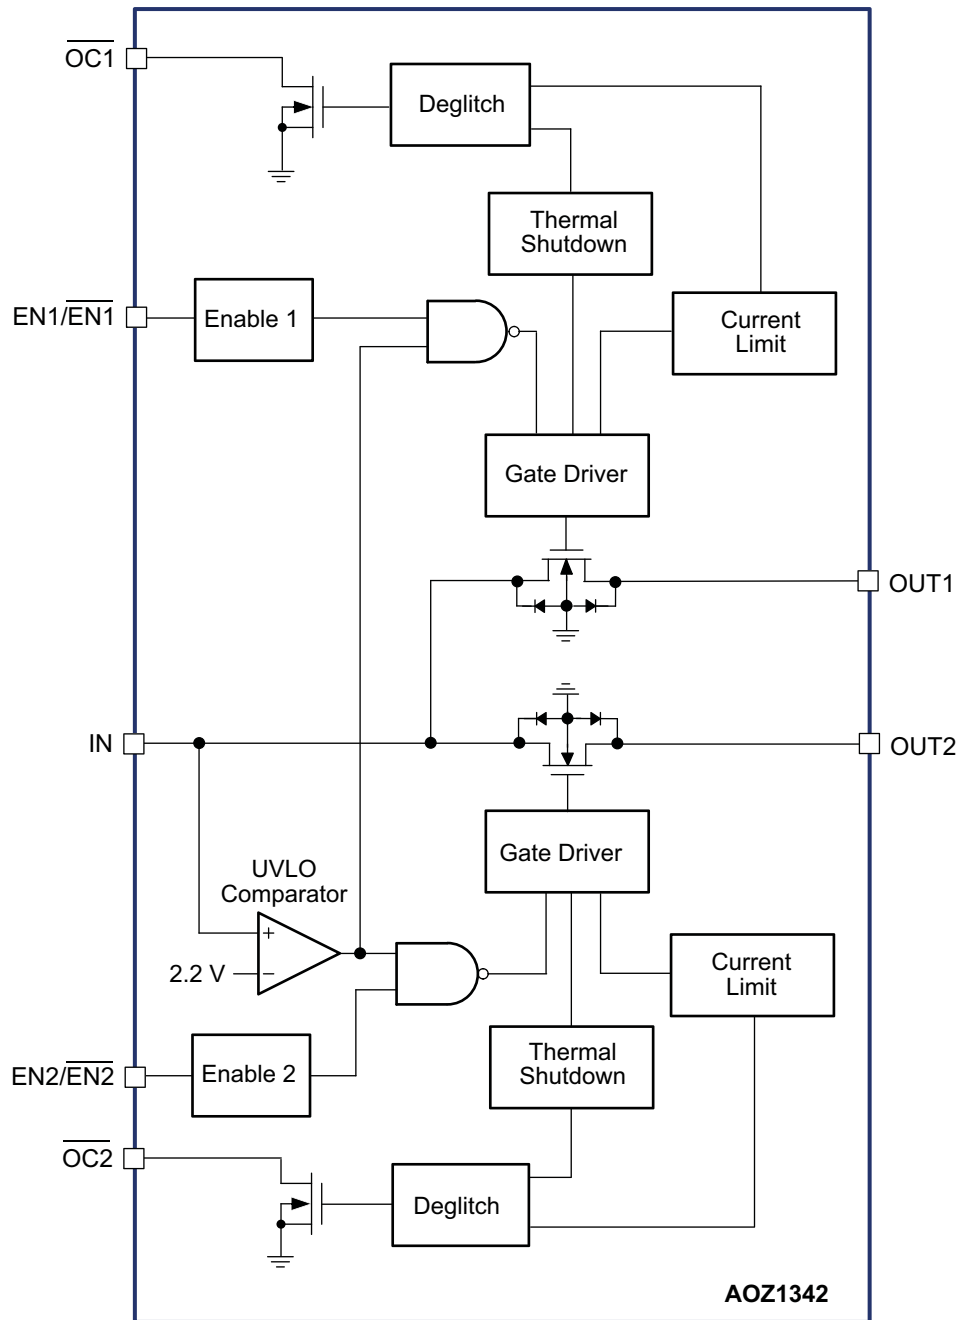 OC1
Deglitch
Thermal
Shutdown
EN1/EN1
Enable 1
Current
Limit
Gate Driver
OUT1
IN
OUT2
Gate Driver
UVLO
Comparator
+
2.2 V
−
Current
Limit
EN2/EN2
Enable 2
Thermal
Shutdown
OC2
Deglitch
AOZ1342